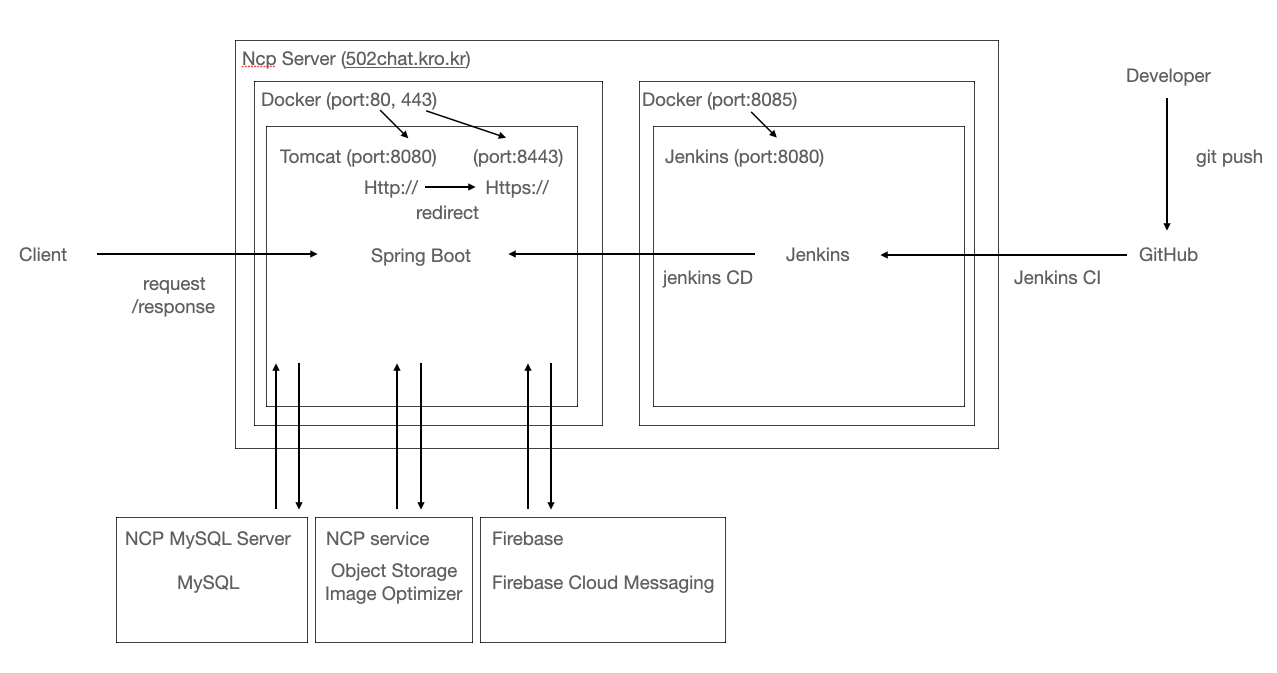 Ncp Server (502chat.kro.kr)
Docker (port:80, 443)
Docker (port:8085)
Developer
Tomcat (port:8080)
(port:8443)
Jenkins (port:8080)
git push
Http://
Https://
redirect
Client
Spring Boot
Jenkins
GitHub
request
/response
jenkins CD
Jenkins CI
NCP MySQL Server
MySQL
NCP service
Object Storage
Image Optimizer
Firebase
Firebase Cloud Messaging